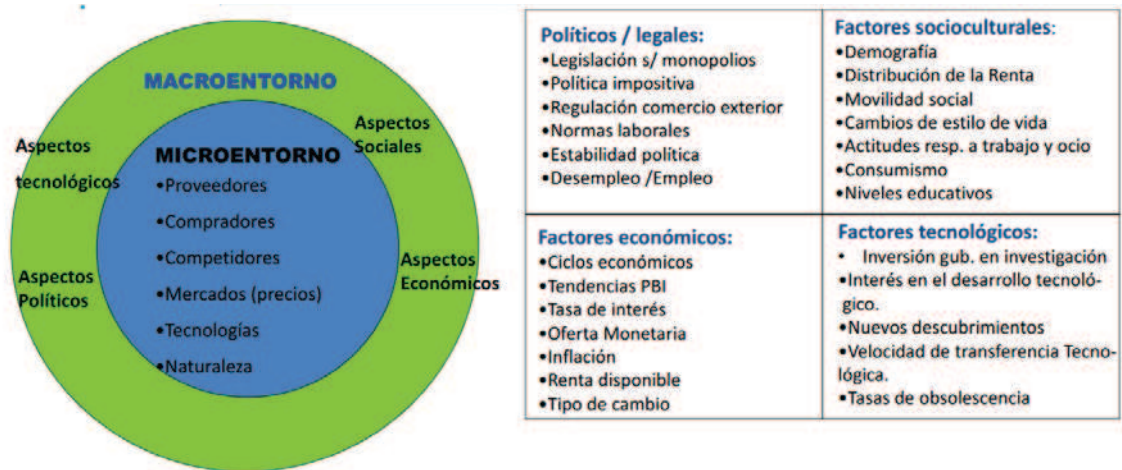 MACROENTORNO
Aspectos
Sociales
Aspectos
tecnológicos
MICROENTORNO
•Proveedores
•Compradores
•Competidores
•Mercados (precios)
•Tecnologías
•Naturaleza
Aspectos
Políticos
Aspectos
Económicos
Políticos / legales:
•Legislación s/ monopolios
•Política impositiva
•Regulación comercio exterior
•Normas laborales
•Estabilidad política
•Desempleo /Empleo
Factores socioculturales:
•Demografía
•Distribución de la Renta
•Movilidad social
•Cambios de estilo de vida
•Actitudes resp. a trabajo y ocio
•Consumismo
•Niveles educativos
Factores económicos:
•Ciclos económicos
•Tendencias PBI
•Tasa de interés
•Oferta Monetaria
•Inflación
•Renta disponible
•Tipo de cambio
Factores tecnológicos:
• Inversión gub. en investigación
•Interés en el desarrollo tecnoló-
gico.
•Nuevos descubrimientos
•Velocidad de transferencia Tecno-
lógica.
•Tasas de obsolescencia